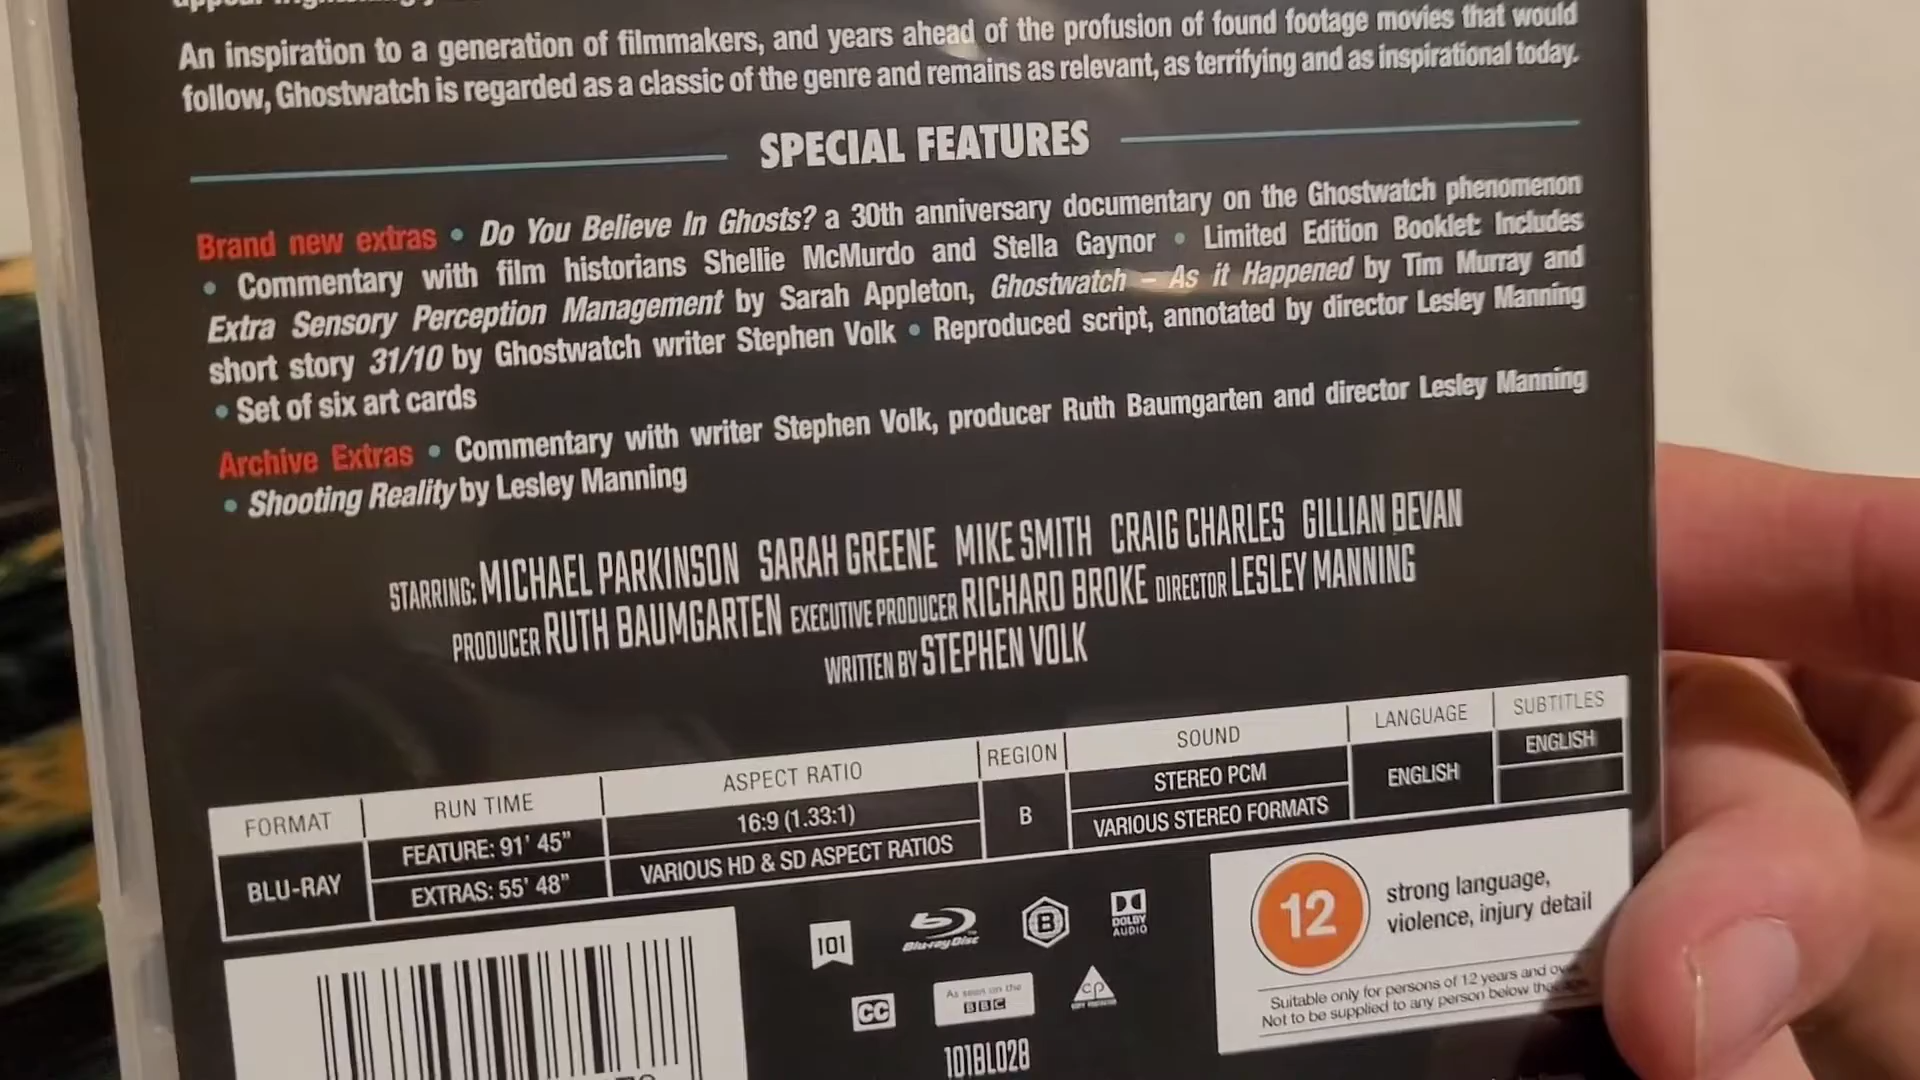 An inspiration to a generation of filmmakers, and years ahead of the profusion of found footage movies that would
follow, Ghostwatch is regarded as a classic of the genre and remains as relevant, as terrifying and as inspirational today.
SPECIAL FEATURES
Brand new extras • Do You Believe In Ghosts? a 30th anniversary documentary on the Ghostwatch phenomenon
• Commentary with film historians Shellie McMurdo and Stella Gaynor • Limited Edition Booklet: Includes
Extra Sensory Perception Management by Sarah Appleton, Ghostwatch – As it Happened by Tim Murray and
short story 31/10 by Ghostwatch writer Stephen Volk • Reproduced script, annotated by director Lesley Manning
• Set of six art cards
Archive Extras • Commentary with writer Stephen Volk, producer Ruth Baumgarten and director Lesley Manning
• Shooting Reality by Lesley Manning
STARRING: MICHAEL PARKINSON SARAH GREENE MIKE SMITH CRAIG CHARLES GILLIAN BEVAN
PRODUCER RUTH BAUMGARTEN EXECUTIVE PRODUCER RICHARD BROKE DIRECTOR LESLEY MANNING
WRITTEN BY STEPHEN VOLK
FORMAT RUN TIME ASPECT RATIO REGION SOUND LANGUAGE SUBTITLES
BLU-RAY FEATURE: 91' 45" 16:9 (1.33:1) B STEREO PCM ENGLISH ENGLISH
EXTRAS: 55' 48" VARIOUS HD & SD ASPECT RATIOS VARIOUS STEREO FORMATS
101 Blu-ray Disc B DOLBY AUDIO
12 strong language,
violence, injury detail
CC As seen on the BBC cp
Suitable only for persons of 12 years and
Not to be supplied to any person below
101BL028